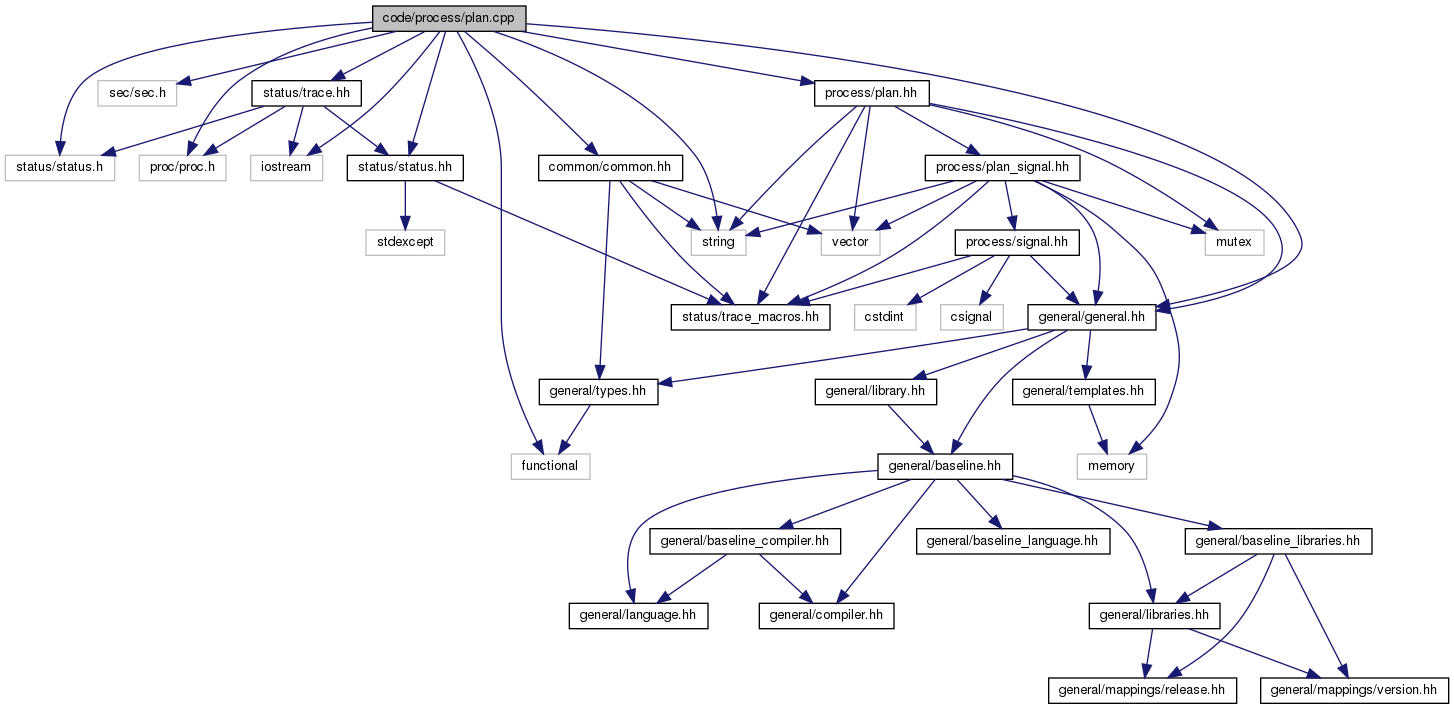 code/process/plan.cpp
sec/sec.h
status/trace.hh
process/plan.hh
status/status.h
proc/proc.h
iostream
status/status.hh
common/common.hh
process/plan_signal.hh
stdexcept
string
vector
process/signal.hh
mutex
status/trace_macros.hh
cstdint
csignal
general/general.hh
general/types.hh
general/library.hh
general/templates.hh
functional
general/baseline.hh
memory
general/baseline_compiler.hh
general/baseline_language.hh
general/baseline_libraries.hh
general/language.hh
general/compiler.hh
general/libraries.hh
general/mappings/release.hh
general/mappings/version.hh